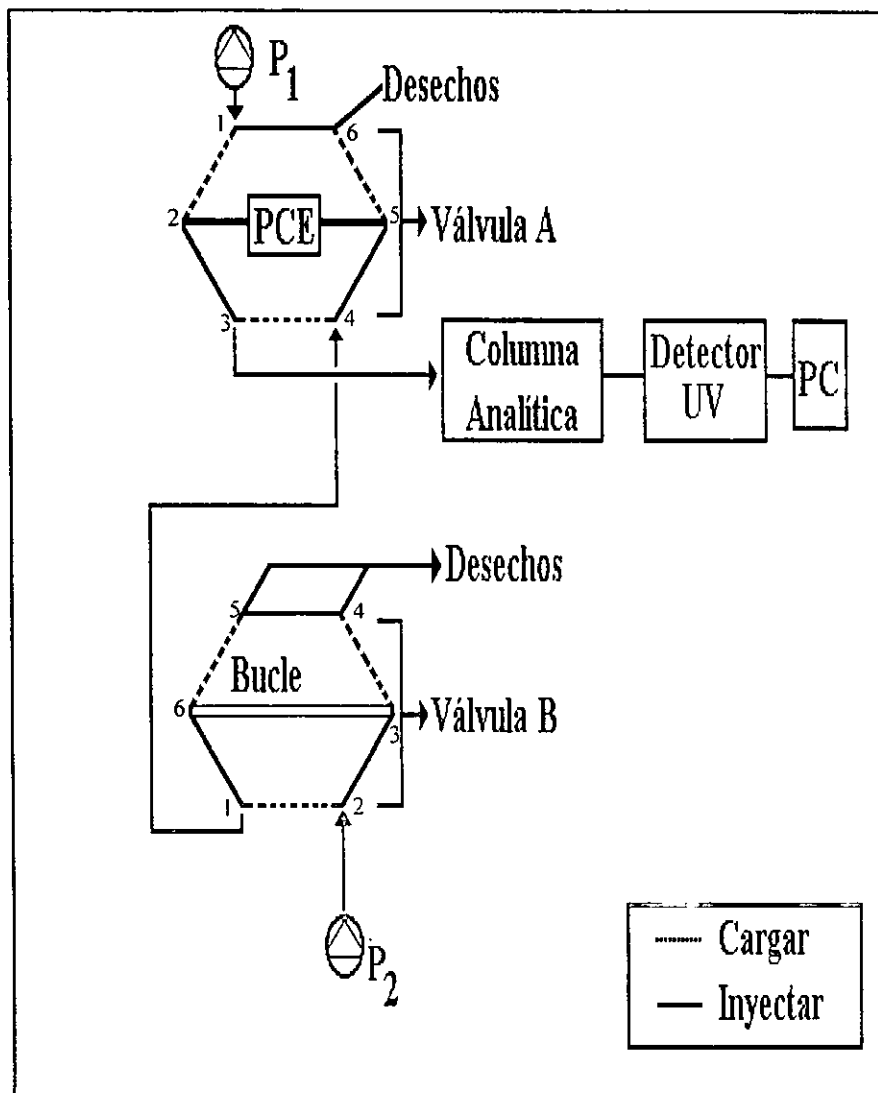 P1
Desechos
1
6
2
PCE
5
Válvula A
3
4
Columna
Analítica
Detector
UV
PC
Desechos
5
4
Bucle
6
3
Válvula B
1
2
P2
Cargar
Inyectar